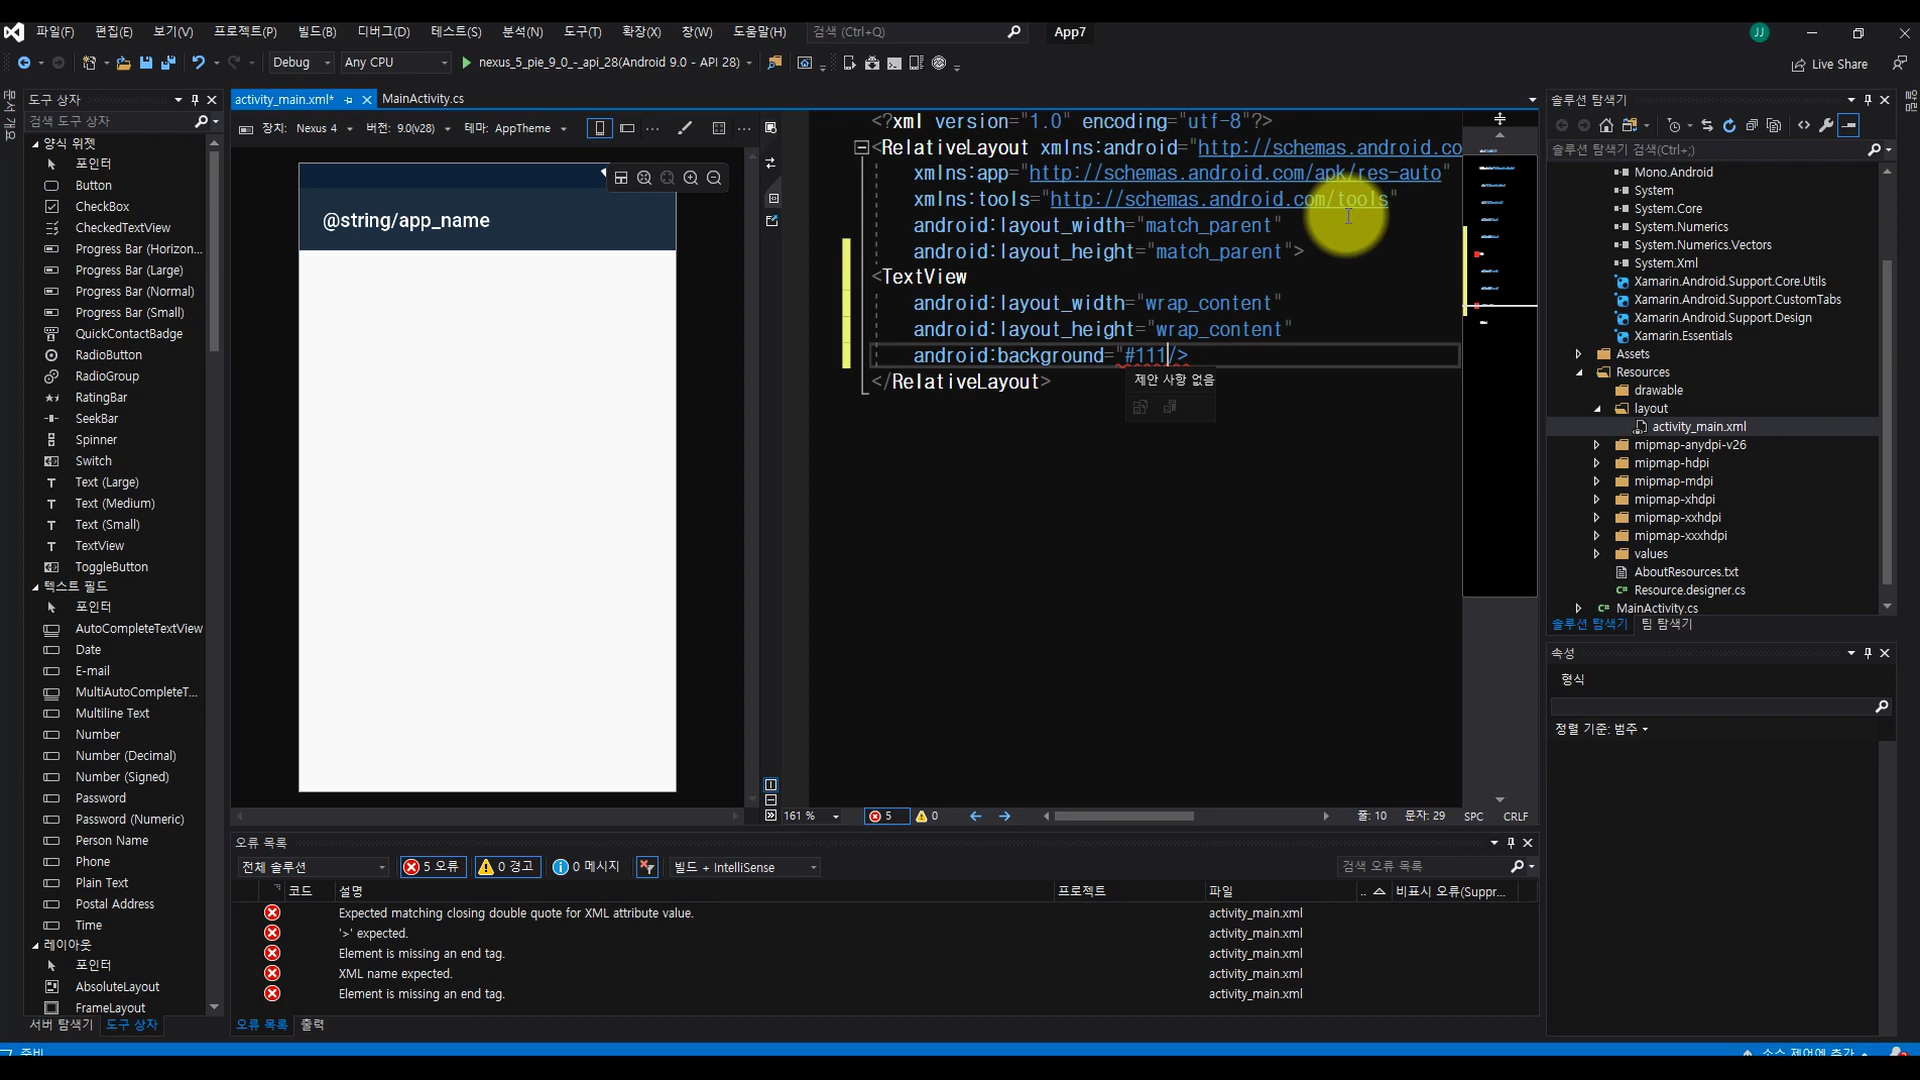 파일(F) 편집(E) 보기(V) 프로젝트(P) 빌드(B) 디버그(D) 테스트(S) 분석(N) 도구(T) 확장(X) 창(W) 도움말(H) 검색 (Ctrl+Q) App7 JJ
Debug Any CPU nexus_5_pie_9_0_-_api_28(Android 9.0 - API 28) Live Share
도구 상자
검색 도구 상자
양식 위젯
포인터
Button
CheckBox
CheckedTextView
Progress Bar (Horizon...
Progress Bar (Large)
Progress Bar (Normal)
Progress Bar (Small)
QuickContactBadge
RadioButton
RadioGroup
RatingBar
SeekBar
Spinner
Switch
Text (Large)
Text (Medium)
Text (Small)
TextView
ToggleButton
텍스트 필드
포인터
AutoCompleteTextView
Date
E-mail
MultiAutoCompleteT...
Multiline Text
Number
Number (Decimal)
Number (Signed)
Password
Password (Numeric)
Person Name
Phone
Plain Text
Postal Address
Time
레이아웃
포인터
AbsoluteLayout
FrameLayout
서버 탐색기 도구 상자
activity_main.xml* MainActivity.cs
장치: Nexus 4 버전: 9.0(v28) 테마: AppTheme
@string/app_name
<?xml version="1.0" encoding="utf-8"?>
<RelativeLayout xmlns:android="http://schemas.android.co
xmlns:app="http://schemas.android.com/apk/res-auto"
xmlns:tools="http://schemas.android.com/tools"
android:layout_width="match_parent"
android:layout_height="match_parent">
<TextView
android:layout_width="wrap_content"
android:layout_height="wrap_content"
android:background="#111/>
</RelativeLayout>
제안 사항 없음
161 % 5 0 줄: 10 문자: 29 SPC CRLF
오류 목록
전체 솔루션 5 오류 0 경고 0 메시지 빌드 + IntelliSense 검색 오류 목록
코드 설명 프로젝트 파일 .. 비표시 오류(Suppr...
Expected matching closing double quote for XML attribute value. activity_main.xml
'>' expected. activity_main.xml
Element is missing an end tag. activity_main.xml
XML name expected. activity_main.xml
Element is missing an end tag. activity_main.xml
오류 목록 출력
솔루션 탐색기
솔루션 탐색기 검색(Ctrl+;)
Mono.Android
System
System.Core
System.Numerics
System.Numerics.Vectors
System.Xml
Xamarin.Android.Support.Core.Utils
Xamarin.Android.Support.CustomTabs
Xamarin.Android.Support.Design
Xamarin.Essentials
Assets
Resources
drawable
layout
activity_main.xml
mipmap-anydpi-v26
mipmap-hdpi
mipmap-mdpi
mipmap-xhdpi
mipmap-xxhdpi
mipmap-xxxhdpi
values
AboutResources.txt
Resource.designer.cs
MainActivity.cs
솔루션 탐색기 팀 탐색기
속성
형식
정렬 기준: 범주
준비
소스 제어에 추가